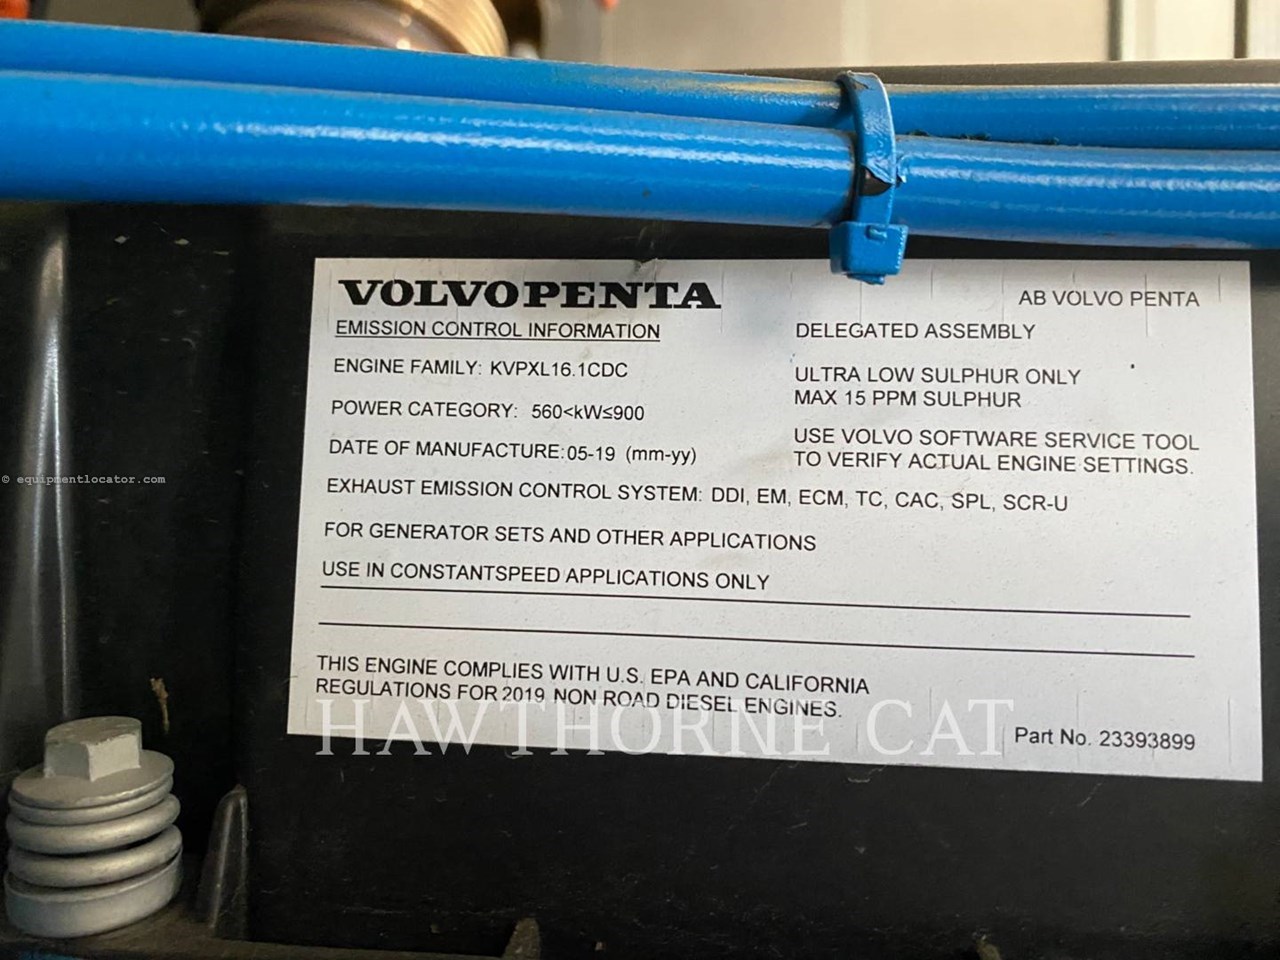 VOLVO PENTA
AB VOLVO PENTA
EMISSION CONTROL INFORMATION
DELEGATED ASSEMBLY
ENGINE FAMILY: KVPXL16.1CDC
ULTRA LOW SULPHUR ONLY
MAX 15 PPM SULPHUR
POWER CATEGORY: 560<kW≤900
USE VOLVO SOFTWARE SERVICE TOOL
TO VERIFY ACTUAL ENGINE SETTINGS.
DATE OF MANUFACTURE:05-19 (mm-yy)
EXHAUST EMISSION CONTROL SYSTEM: DDI, EM, ECM, TC, CAC, SPL, SCR-U
FOR GENERATOR SETS AND OTHER APPLICATIONS
USE IN CONSTANTSPEED APPLICATIONS ONLY
THIS ENGINE COMPLIES WITH U.S. EPA AND CALIFORNIA
REGULATIONS FOR 2019 NON ROAD DIESEL ENGINES.
Part No. 23393899
HAWTHORNE CAT
© equipmentlocator.com